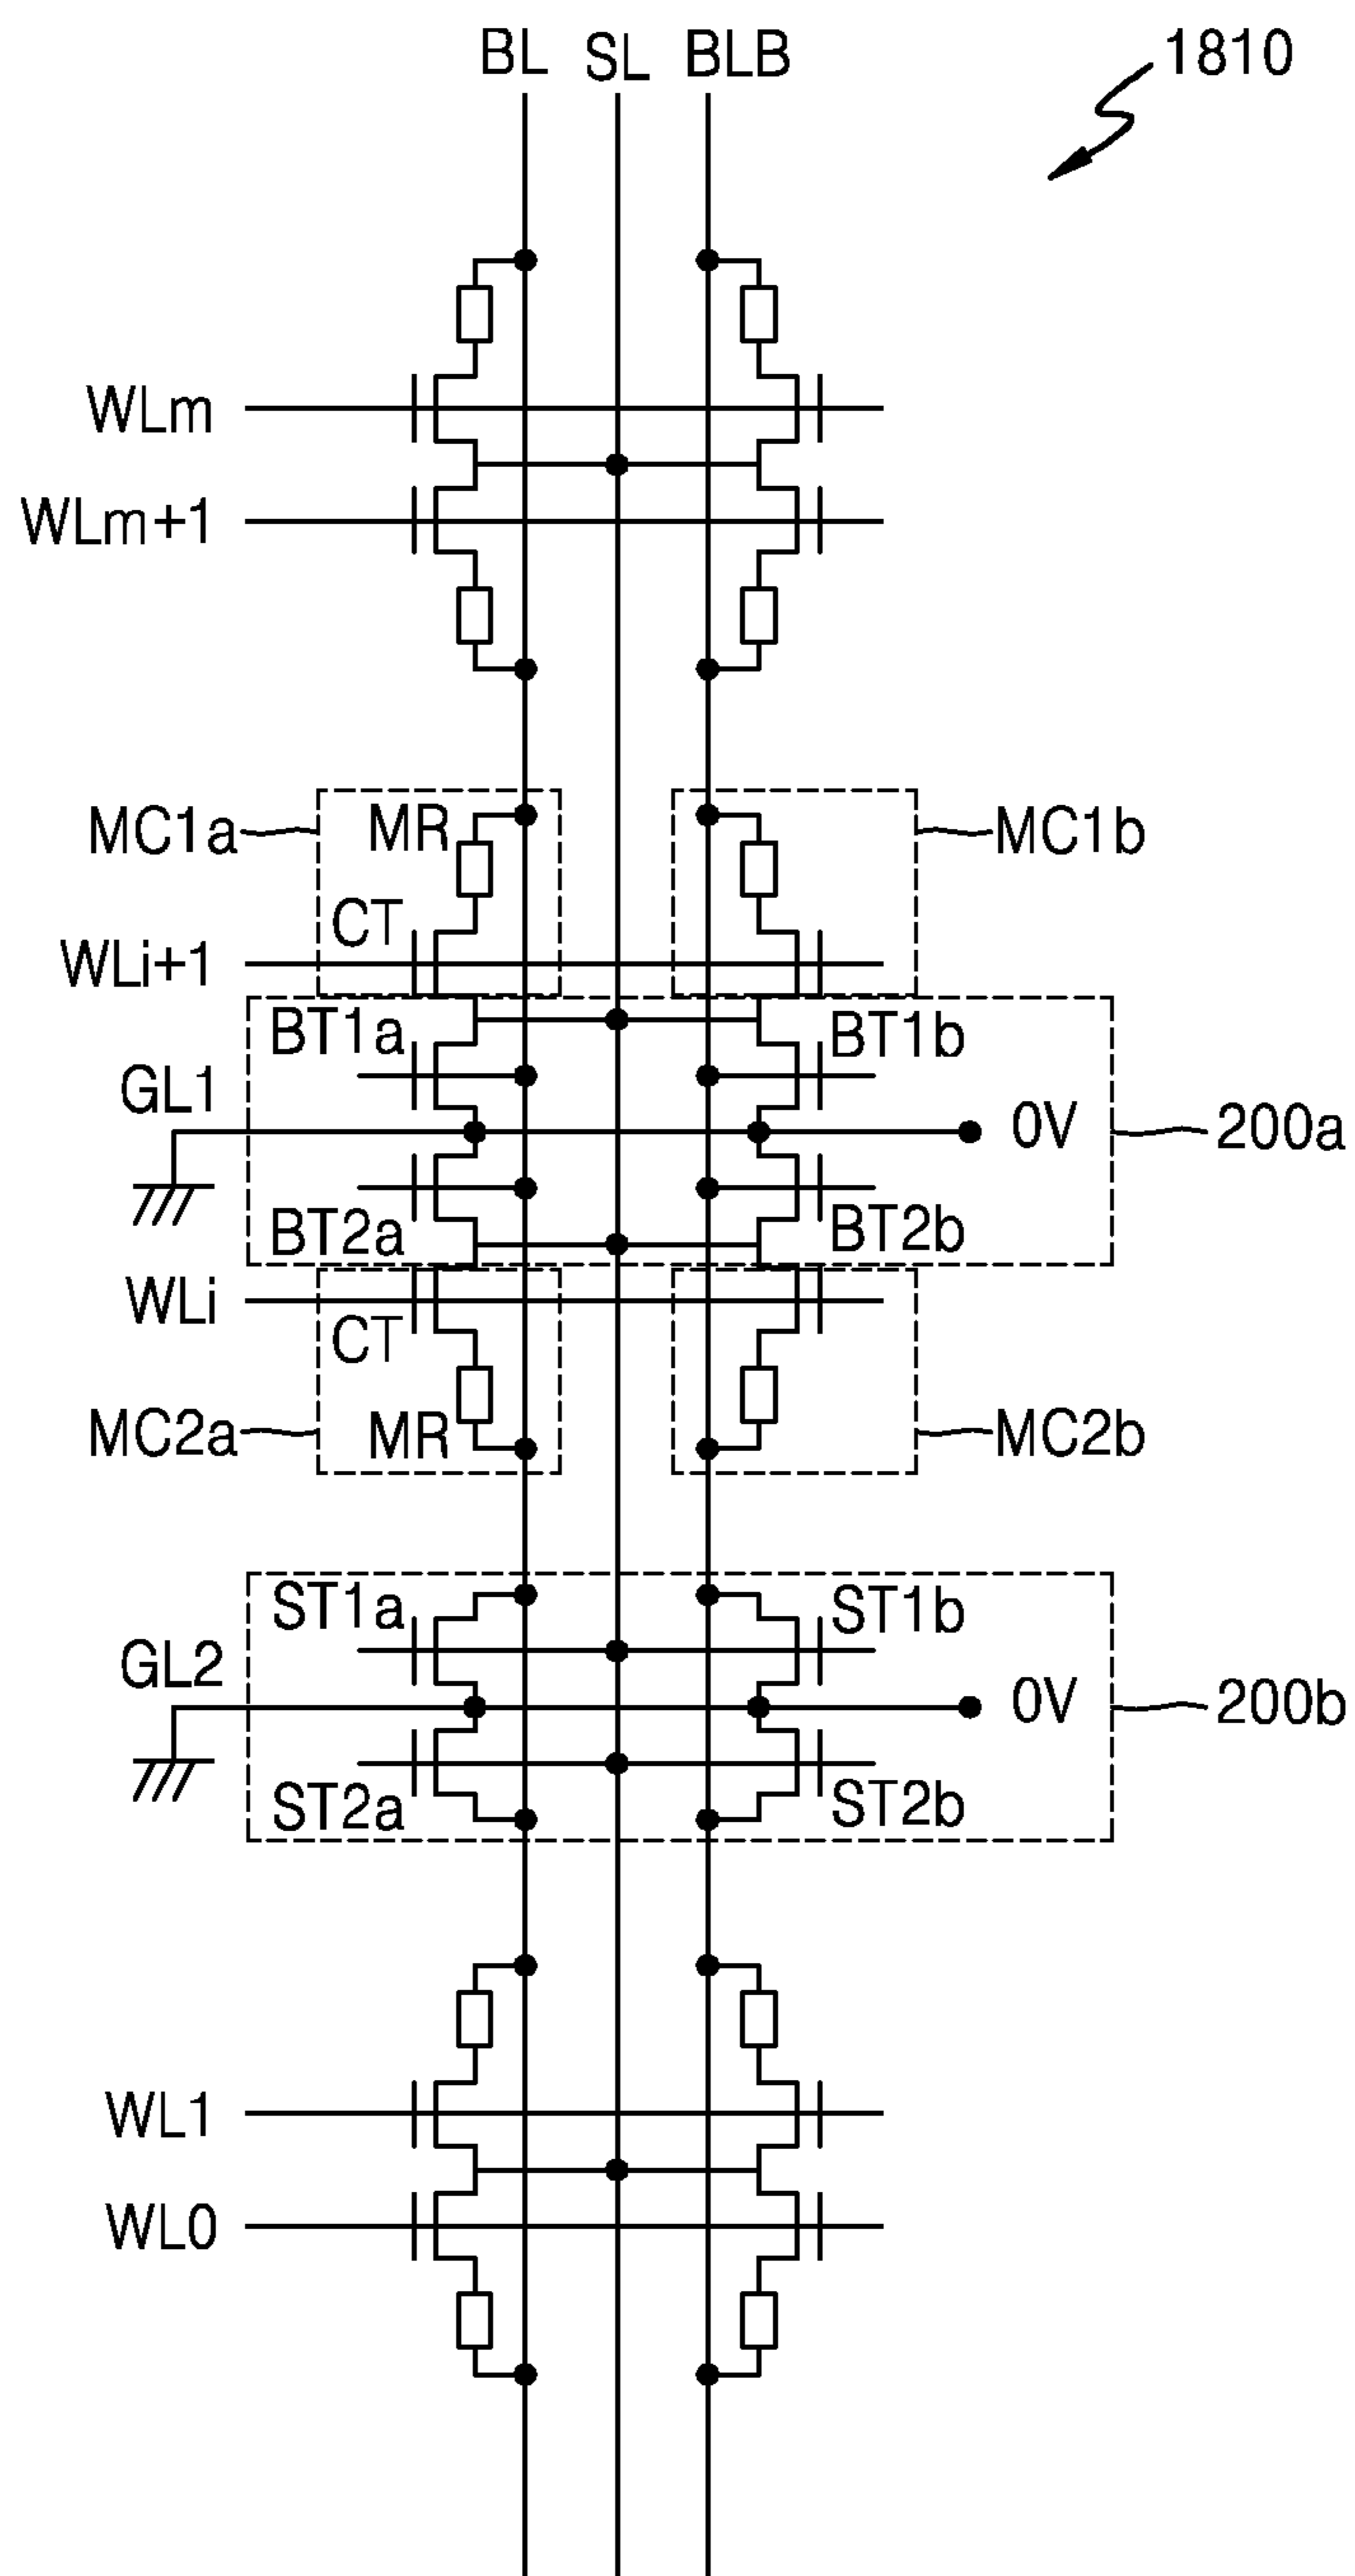 BL SL BLB 1810
WLm
WLm+1
MC1a MR MC1b
CT
WLi+1
BT1a BT1b
GL1 0V 200a
BT2a BT2b
WLi
CT
MC2a MR MC2b
ST1a ST1b
GL2 0V 200b
ST2a ST2b
WL1
WL0